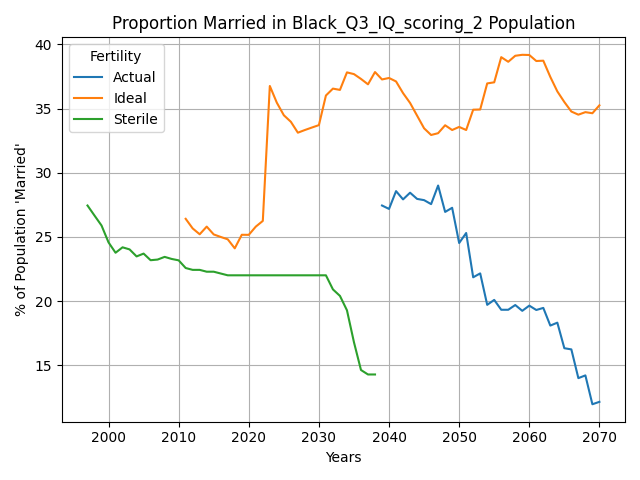 Proportion Married in Black_Q3_IQ_scoring_2 Population
% of Population 'Married'
40
35
30
25
20
15
Fertility
Actual
Ideal
Sterile
2000 2010 2020 2030 2040 2050 2060 2070
Years